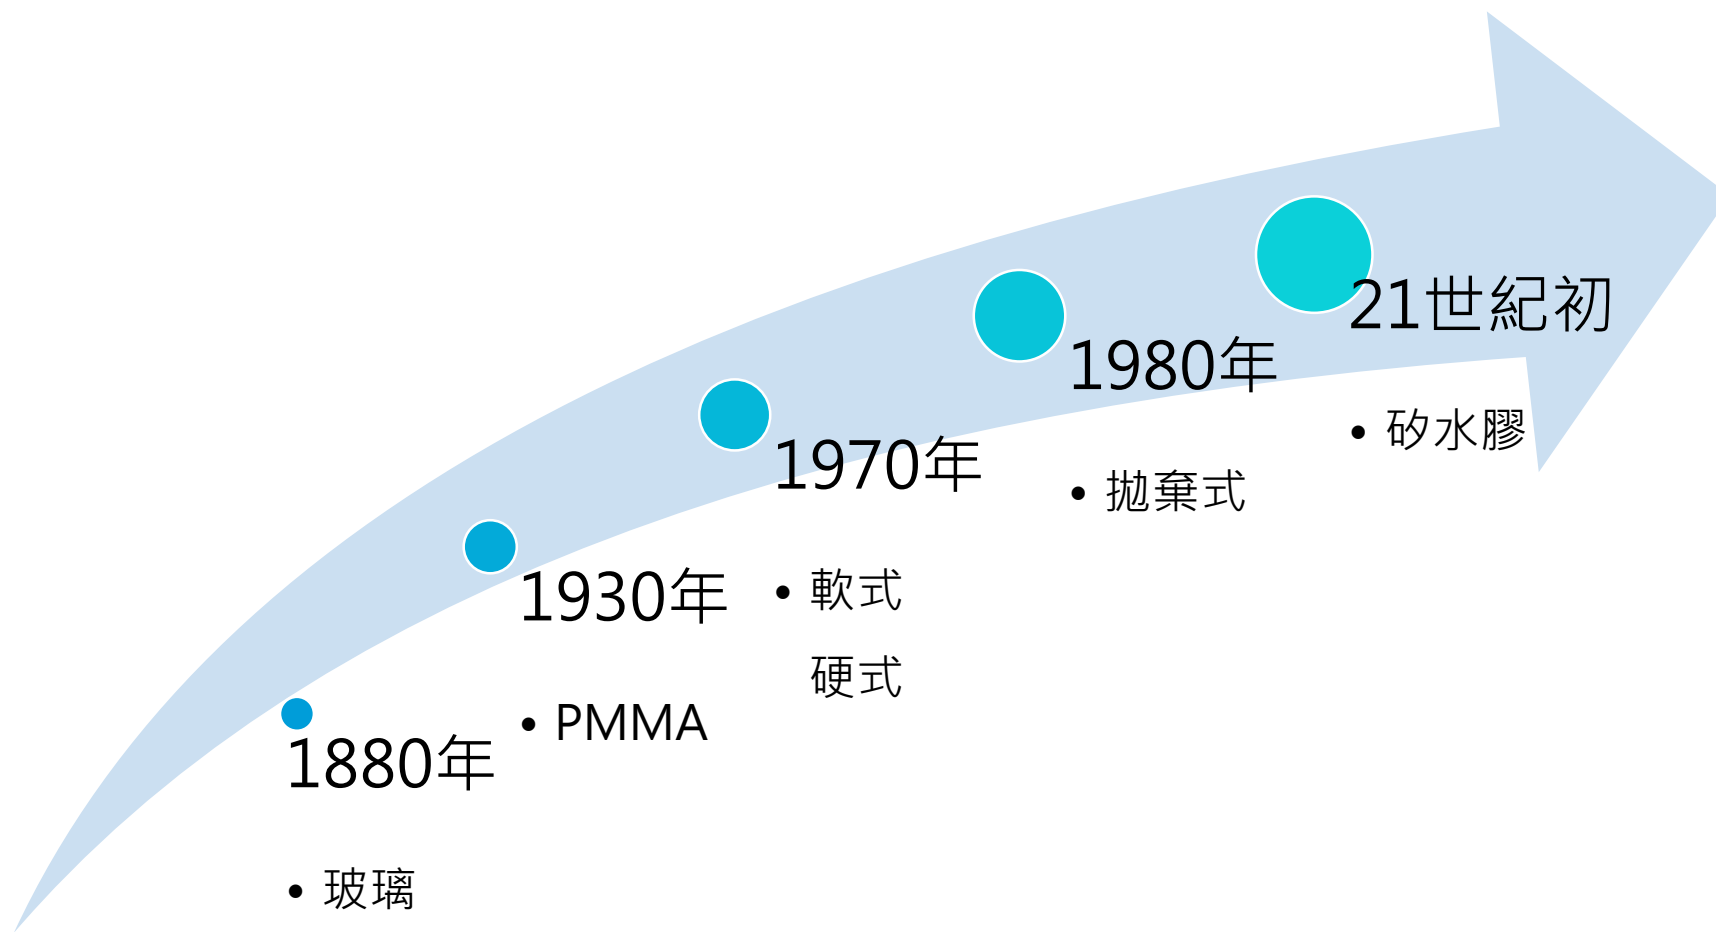 1880年
• 玻璃
1930年
• PMMA
1970年
• 軟式
硬式
1980年
• 拋棄式
21世紀初
• 矽水膠